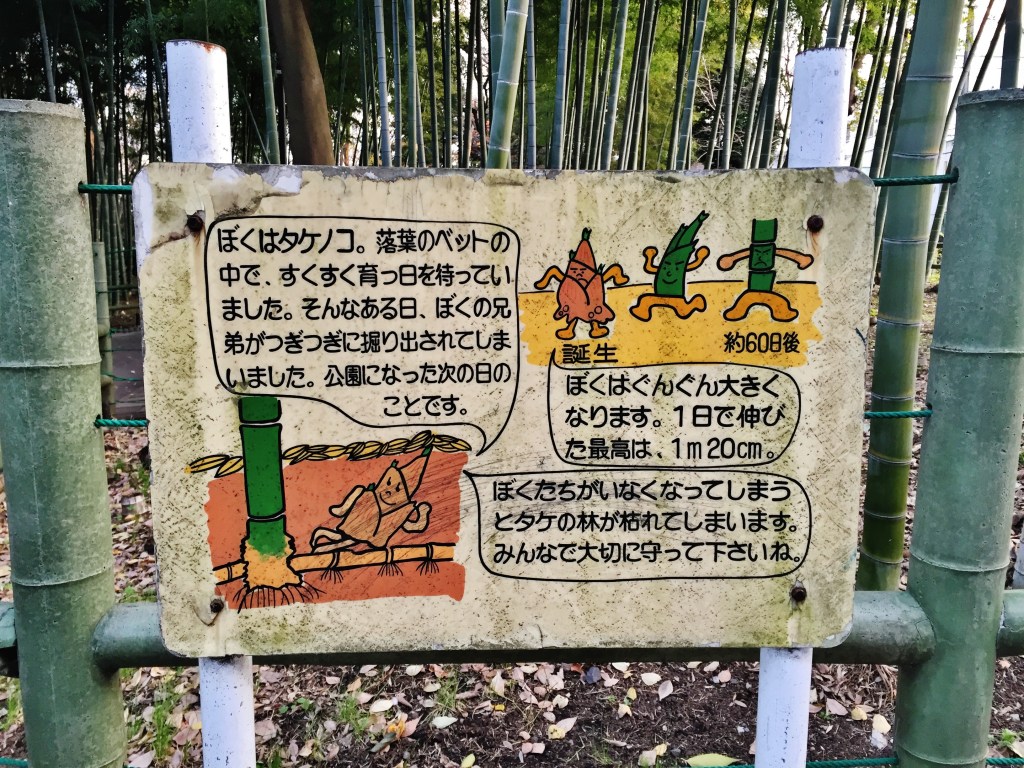 ぼくはタケノコ。落葉のベットの
中で、すくすく育つ日を待ってい
ました。そんなある日、ぼくの兄
弟がつぎつぎに掘り出されてしま
いました。公園になった次の日の
ことです。
誕生
約60日後
ぼくはぐんぐん大きく
なります。1日で伸び
た最高は、1m20cm。
ぼくたちがいなくなってしまう
とタケの林が枯れてしまいます。
みんなで大切に守って下さいね。